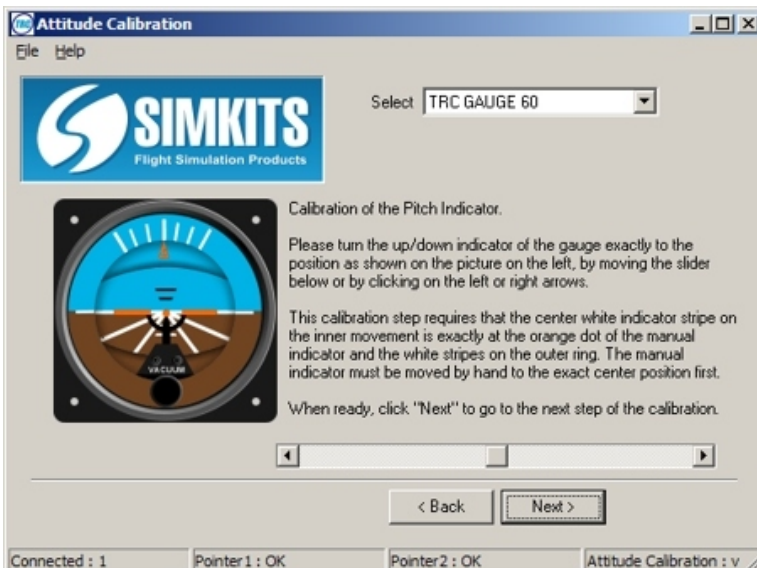 TRC Attitude Calibration
File Help
SIMKITS
Flight Simulation Products
Select TRC GAUGE 60
VACUUM
Calibration of the Pitch Indicator.
Please turn the up/down indicator of the gauge exactly to the
position as shown on the picture on the left, by moving the slider
below or by clicking on the left or right arrows.
This calibration step requires that the center white indicator stripe on
the inner movement is exactly at the orange dot of the manual
indicator and the white stripes on the outer ring. The manual
indicator must be moved by hand to the exact center position first.
When ready, click "Next" to go to the next step of the calibration.
< Back Next >
Connected : 1 Pointer1 : OK Pointer2 : OK Attitude Calibration : v